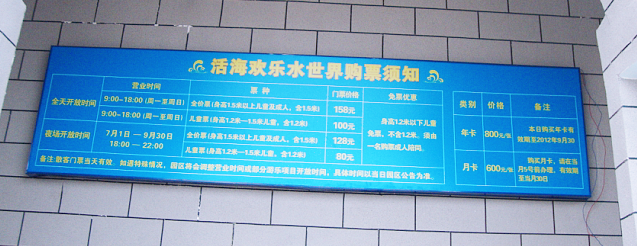 活海欢乐水世界购票须知
营业时间 票 种 门票价格 免票优惠
全天开放时间
9:00-18:00 (周一至周日)
9:00-18:00 (周一至周日)
全价票(身高1.5米以上儿童及成人，含1.5米) 158元
儿童票(身高1.2米—1.5米儿童，含1.2米) 100元
夜场开放时间
7月1日 — 9月30日
18:00 — 22:00
全价票(身高1.5米以上儿童及成人，含1.5米) 128元
儿童票(身高1.2米—1.5米儿童，含1.2米) 80元
身高1.2米以下儿童
免票，不含1.2米，须由
一名购票成人陪同。
备注:散客门票当天有效，如遇特殊情况，园区将会调整营业时间或部分游乐项目开放时间，具体时间以当日园区公告为准。
类别 价格 备注
年卡 800元/张
本日购买年卡有
效期至2012年9月30
月卡 600元/张
购买月卡，请在当
月5号前办理，有效期
至当月30日